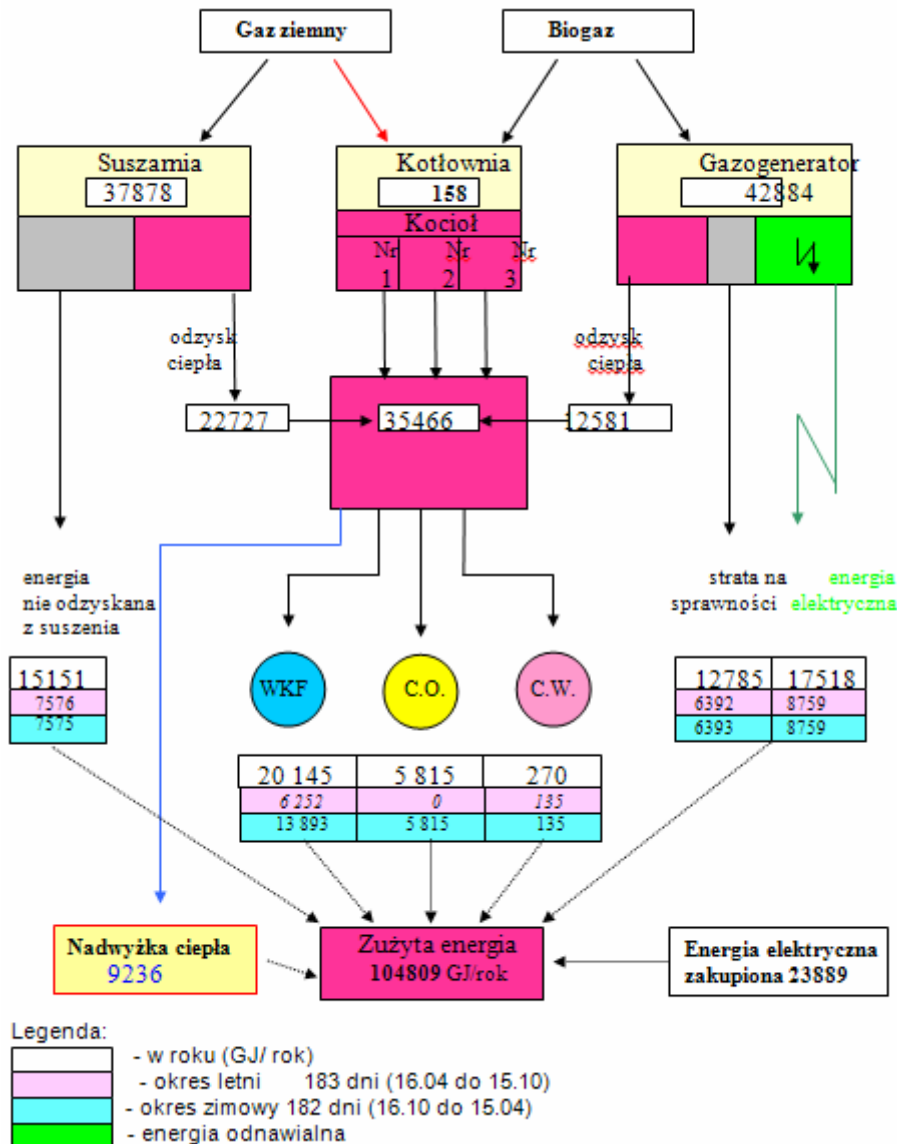 Gaz ziemny
Biogaz
Suszarnia
37878
Kotłownia
158
Gazogenerator
42884
Kocioł
Nr
1
Nr
2
Nr
3
odzysk
ciepła
odzysk
ciepła
22727
35466
12581
energia
nie odzyskana
z suszenia
strata na
sprawności
energia
elektryczna
15151
7576
7575
WKF
C.O.
C.W.
12785
17518
6392
8759
6393
8759
20 145
5 815
270
6 252
0
135
13 893
5 815
135
Nadwyżka ciepła
9236
Zużyta energia
104809 GJ/rok
Energia elektryczna
zakupiona 23889
Legenda:
- w roku (GJ/ rok)
- okres letni 183 dni (16.04 do 15.10)
- okres zimowy 182 dni (16.10 do 15.04)
- energia odnawialna